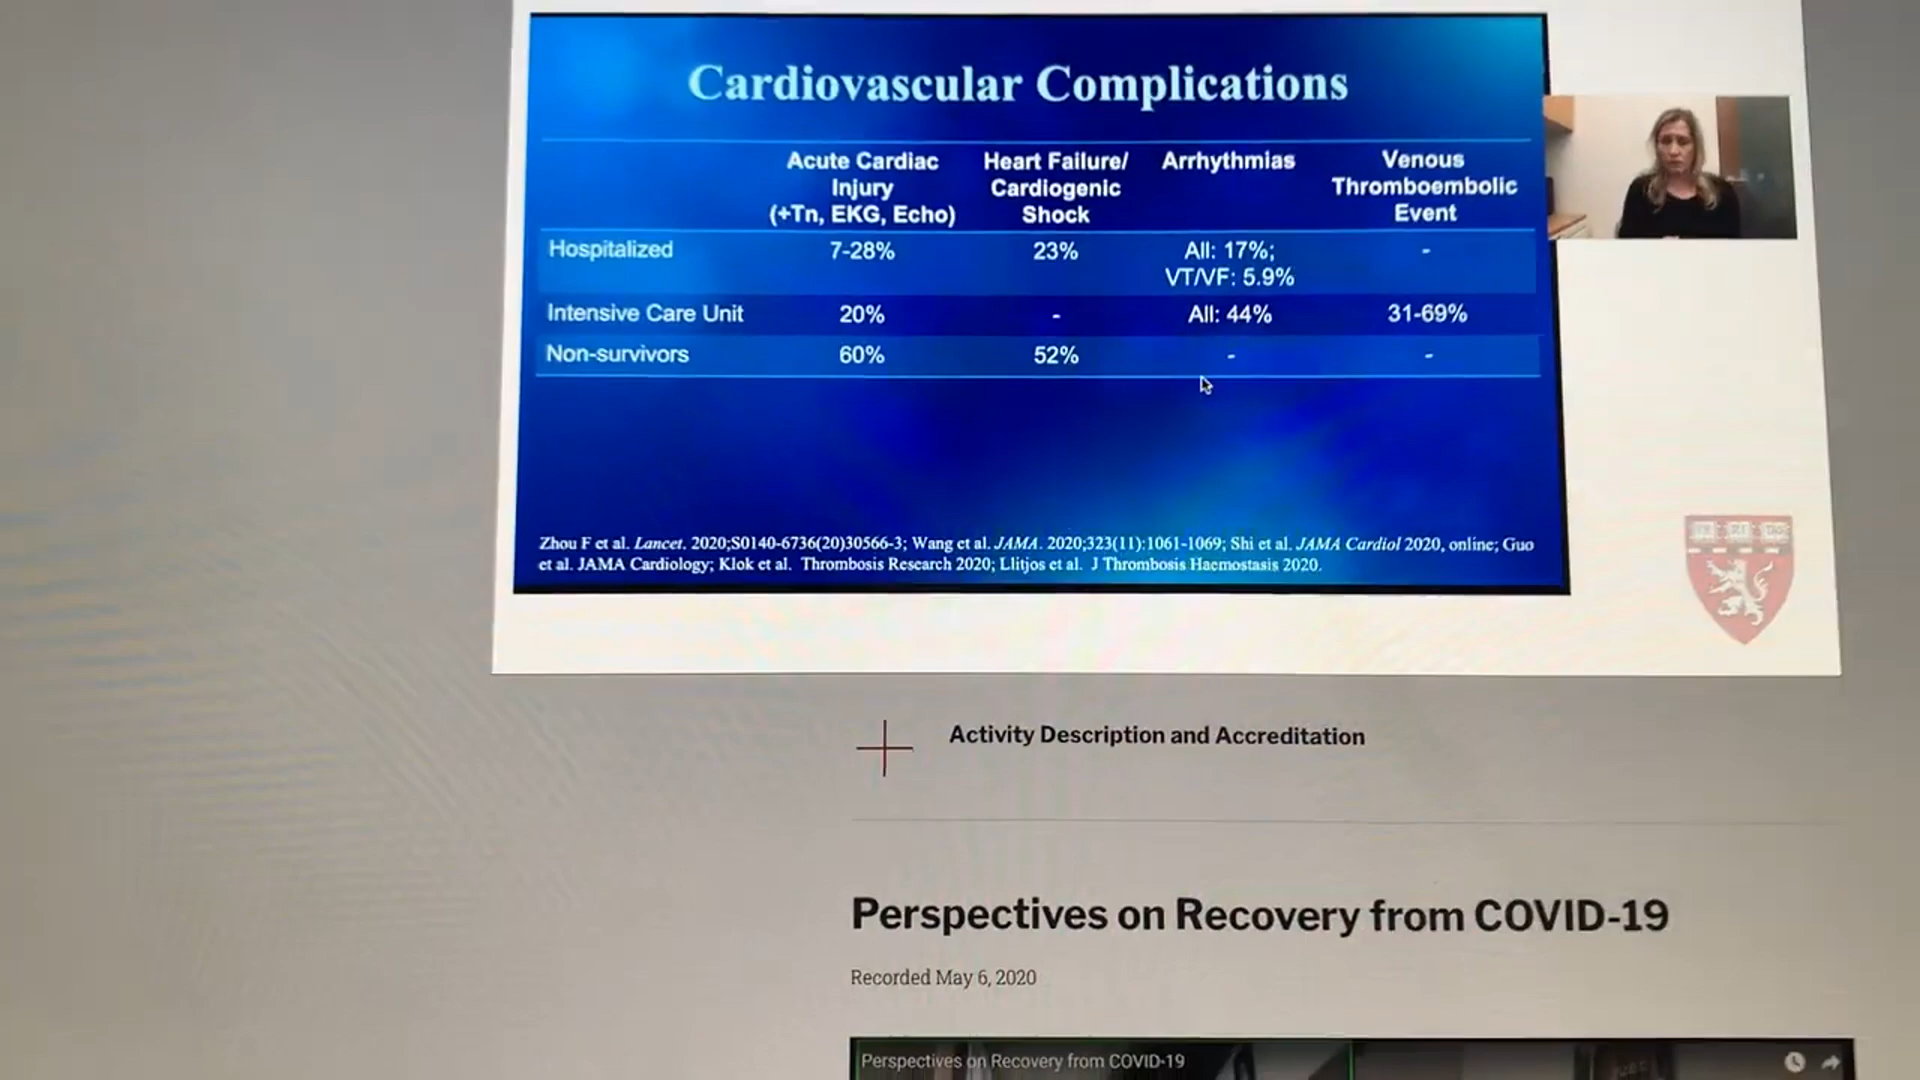 Cardiovascular Complications
Acute Cardiac
Injury
(+Tn, EKG, Echo)
Heart Failure/
Cardiogenic
Shock
Arrhythmias
Venous
Thromboembolic
Event
Hospitalized
7-28%
23%
All: 17%;
VT/VF: 5.9%
-
Intensive Care Unit
20%
-
All: 44%
31-69%
Non-survivors
60%
52%
-
-
Zhou F et al. Lancet. 2020;S0140-6736(20)30566-3; Wang et al. JAMA. 2020;323(11):1061-1069; Shi et al. JAMA Cardiol 2020, online; Guo
et al. JAMA Cardiology; Klok et al. Thrombosis Research 2020; Llitjos et al. J Thrombosis Haemostasis 2020.
Activity Description and Accreditation
Perspectives on Recovery from COVID-19
Recorded May 6, 2020
Perspectives on Recovery from COVID-19